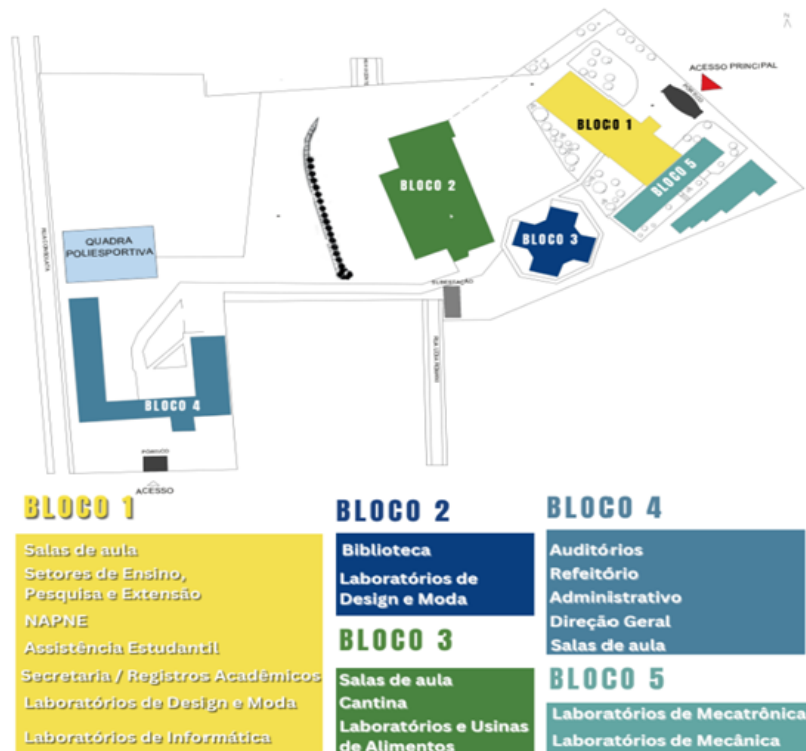 N
ACESSO PRINCIPAL
PÓRTICO
BLOCO 1
BLOCO 2
BLOCO 5
BLOCO 3
QUADRA
POLIESPORTIVA
SUBESTAÇÃO
BLOCO 4
PÓRTICO
ACESSO
BLOCO 1
Salas de aula
Setores de Ensino,
Pesquisa e Extensão
NAPNE
Assistência Estudantil
Secretaria / Registros Acadêmicos
Laboratórios de Design e Moda
Laboratórios de Informática
BLOCO 2
Biblioteca
Laboratórios de
Design e Moda
BLOCO 3
Salas de aula
Cantina
Laboratórios e Usinas
de Alimentos
BLOCO 4
Auditórios
Refeitório
Administrativo
Direção Geral
Salas de aula
BLOCO 5
Laboratórios de Mecatrônica
Laboratórios de Mecânica